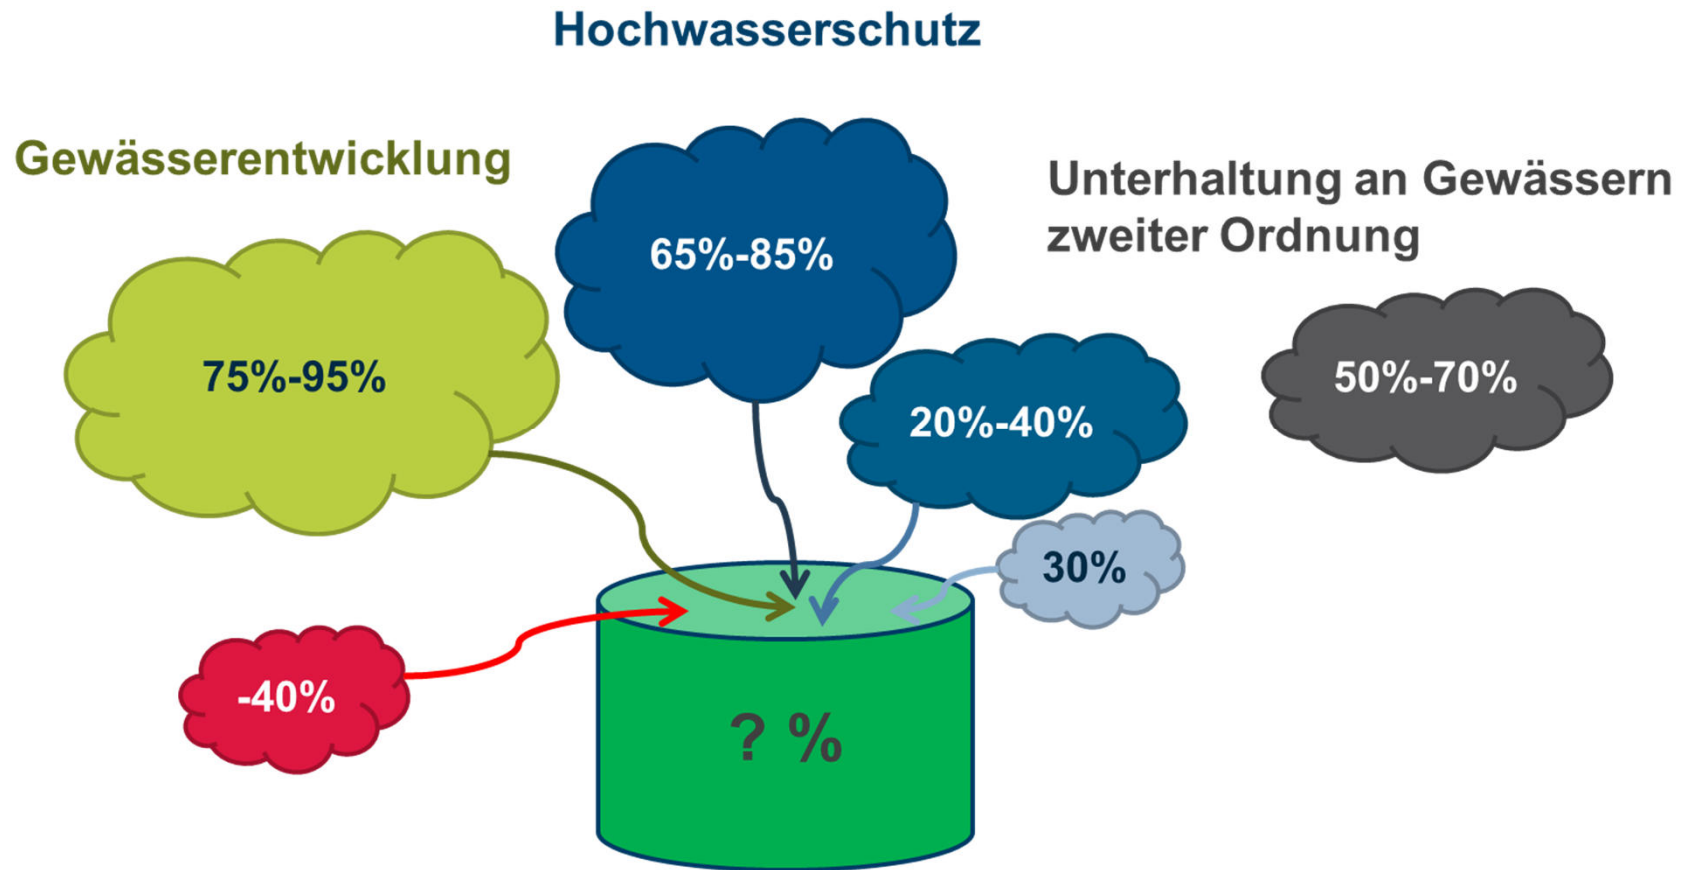 Hochwasserschutz
Gewässerentwicklung
Unterhaltung an Gewässern
zweiter Ordnung
65%-85%
75%-95%
50%-70%
20%-40%
30%
-40%
? %